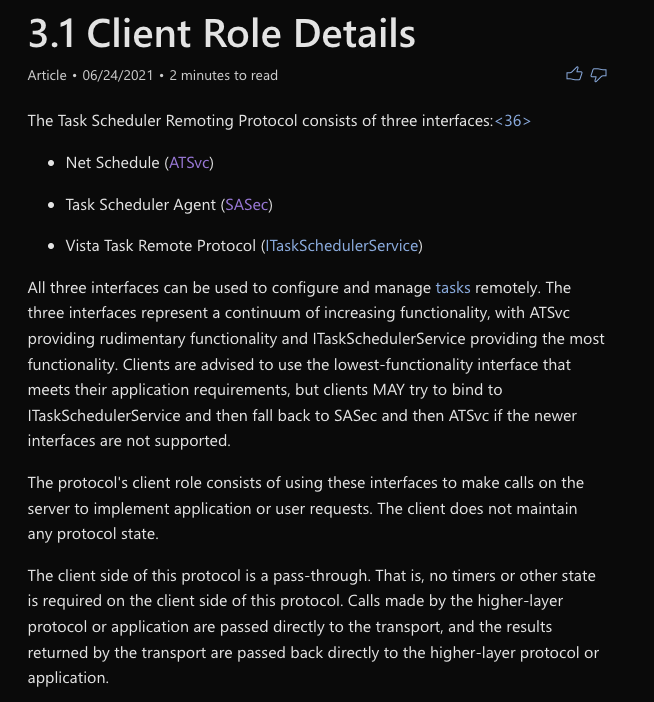 3.1 Client Role Details
Article • 06/24/2021 • 2 minutes to read
The Task Scheduler Remoting Protocol consists of three interfaces:<36>
• Net Schedule (ATSvc)
• Task Scheduler Agent (SASec)
• Vista Task Remote Protocol (ITaskSchedulerService)
All three interfaces can be used to configure and manage tasks remotely. The
three interfaces represent a continuum of increasing functionality, with ATSvc
providing rudimentary functionality and ITaskSchedulerService providing the most
functionality. Clients are advised to use the lowest-functionality interface that
meets their application requirements, but clients MAY try to bind to
ITaskSchedulerService and then fall back to SASec and then ATSvc if the newer
interfaces are not supported.
The protocol's client role consists of using these interfaces to make calls on the
server to implement application or user requests. The client does not maintain
any protocol state.
The client side of this protocol is a pass-through. That is, no timers or other state
is required on the client side of this protocol. Calls made by the higher-layer
protocol or application are passed directly to the transport, and the results
returned by the transport are passed back directly to the higher-layer protocol or
application.